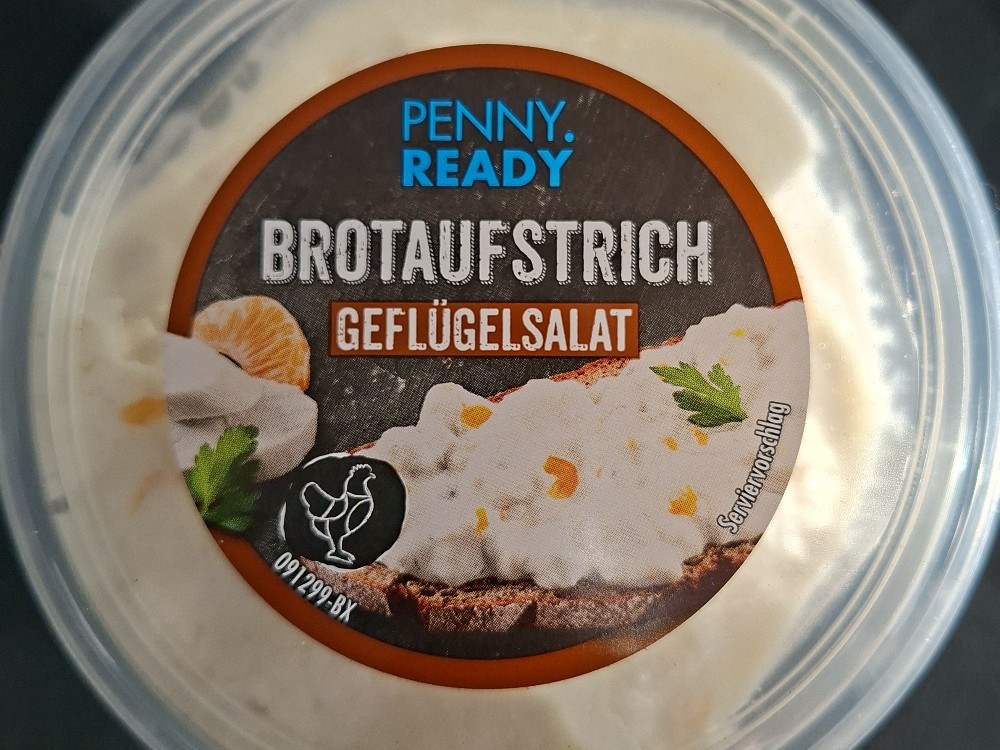 PENNY.
READY
BROTAUFSTRICH
GEFLÜGELSALAT
Serviervorschlag
091299-BX